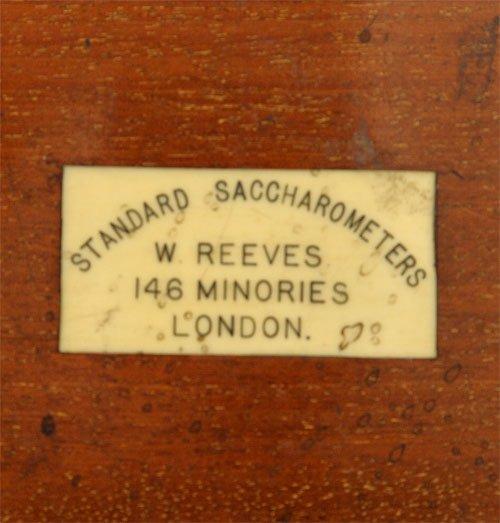 STANDARD SACCHAROMETERS
W. REEVES
146 MINORIES
LONDON.